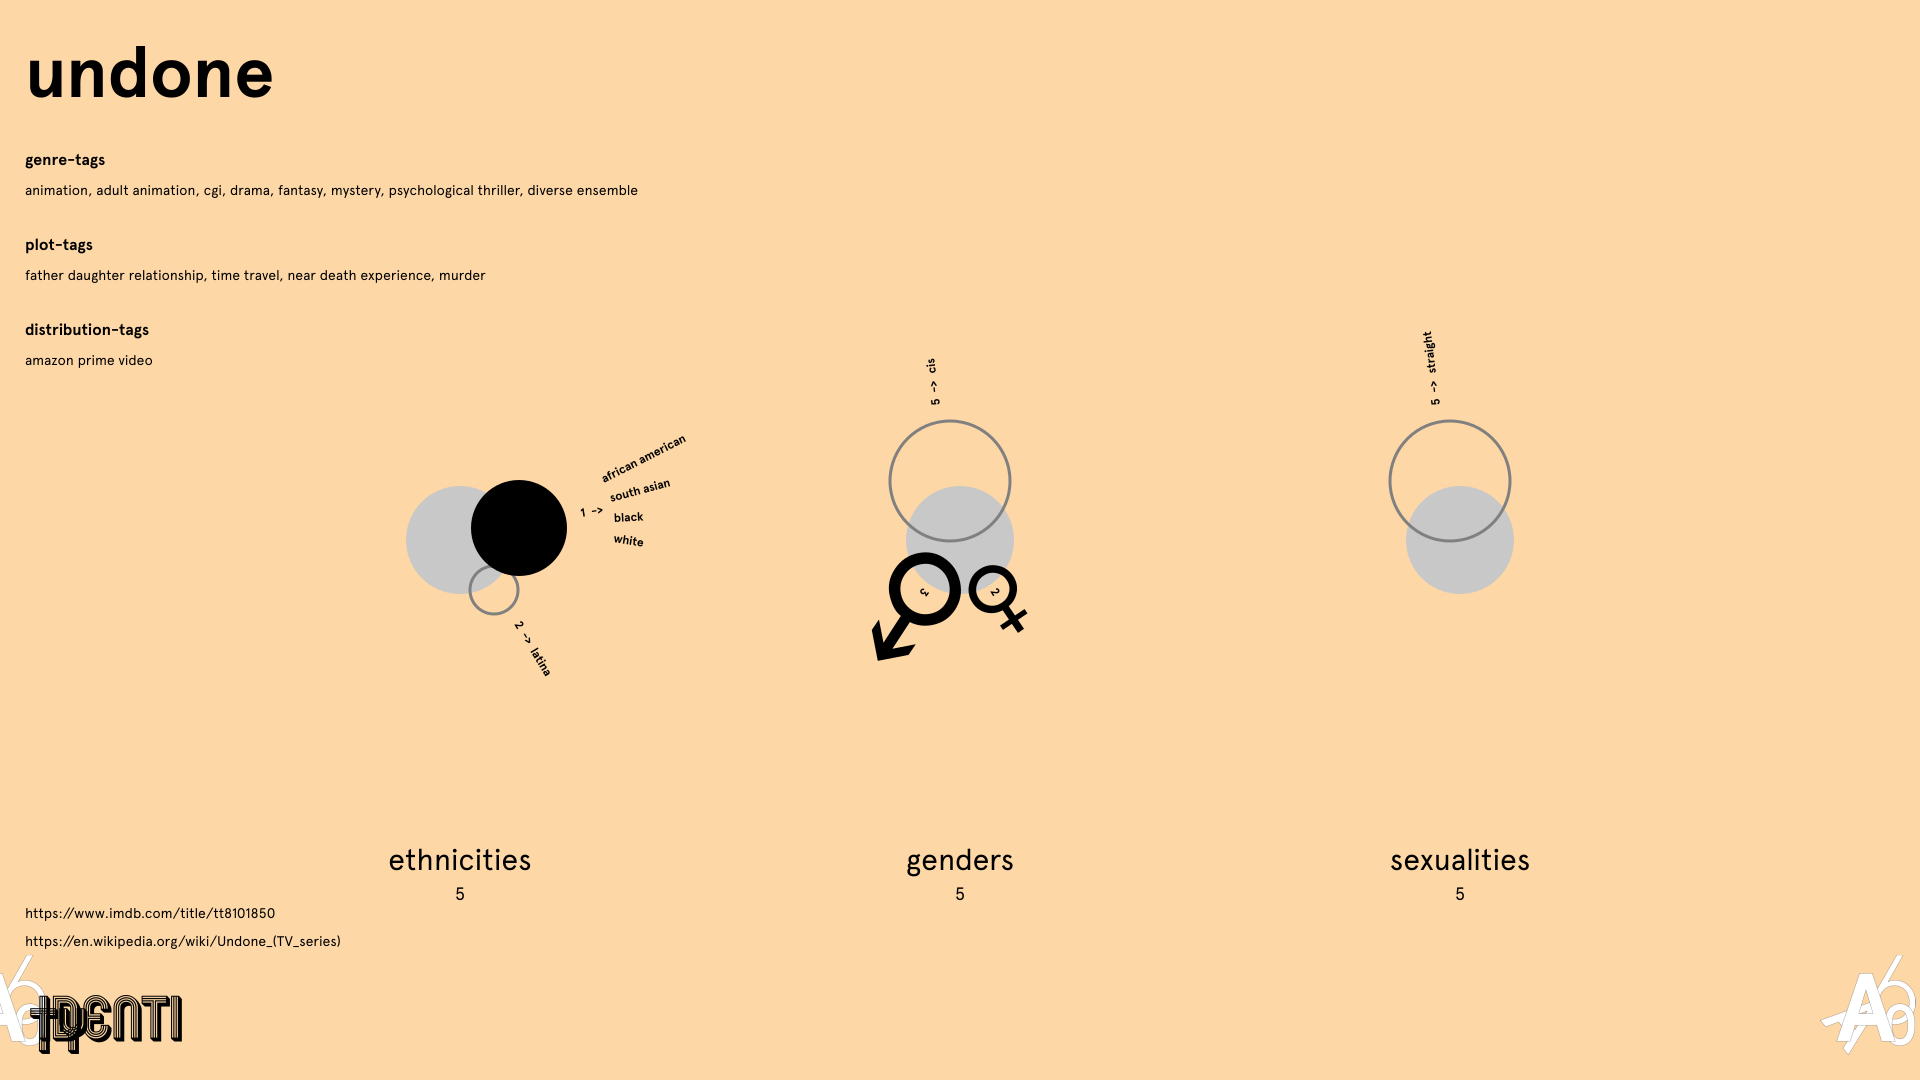 undone
genre-tags
animation, adult animation, cgi, drama, fantasy, mystery, psychological thriller, diverse ensemble
plot-tags
father daughter relationship, time travel, near death experience, murder
distribution-tags
amazon prime video
1 ->
african american
south asian
black
white
2 -> latina
5 -> cis
3
2
5 -> straight
ethnicities
5
genders
5
sexualities
5
https://www.imdb.com/title/tt8101850
https://en.wikipedia.org/wiki/Undone_(TV_series)
IDENTI